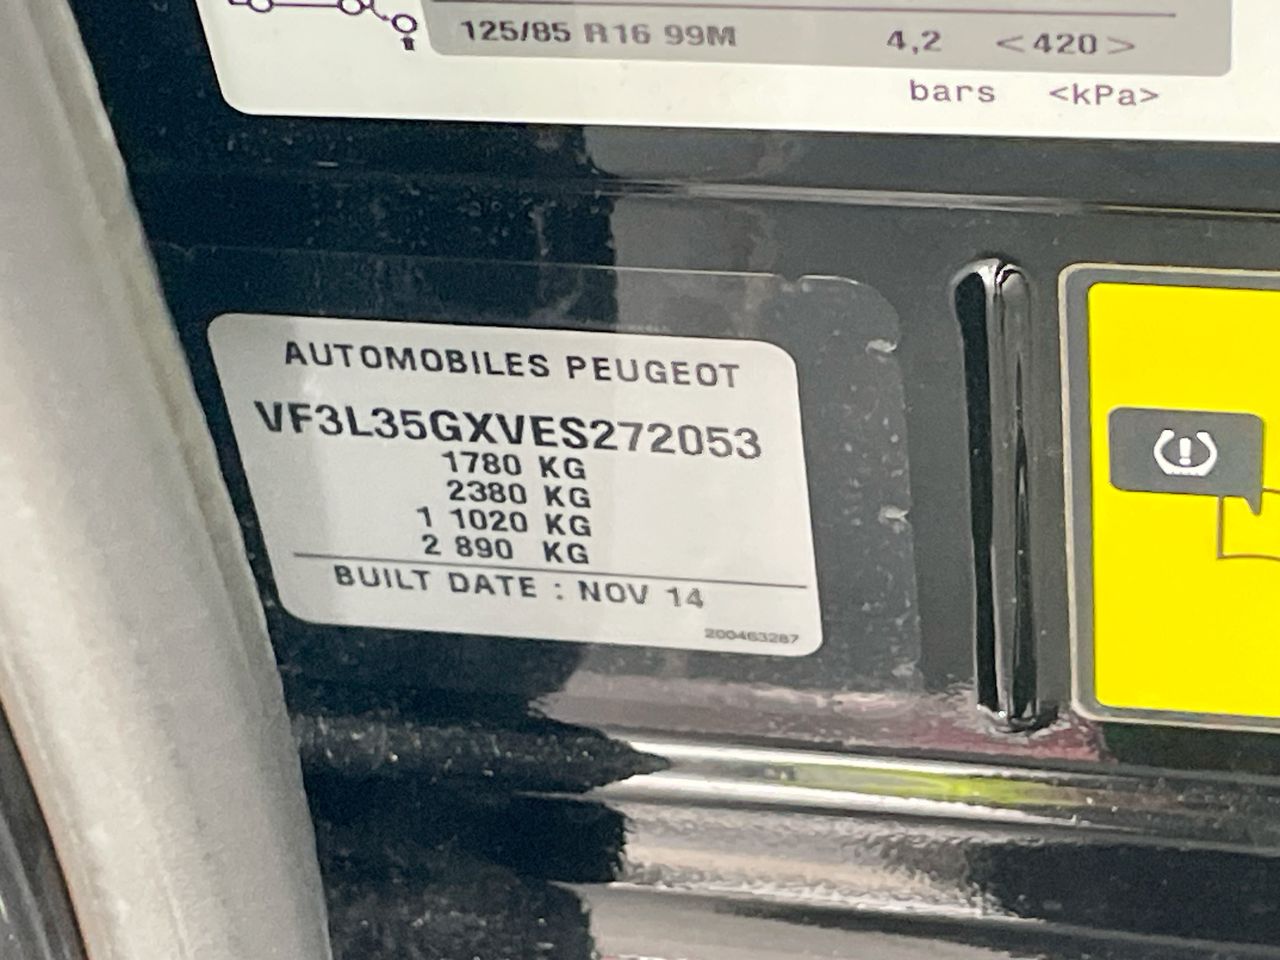 125/85 R16 99M 4,2 <420>
bars <kPa>
AUTOMOBILES PEUGEOT
VF3L35GXVES272053
1780 KG
2380 KG
1 1020 KG
2 890 KG
BUILT DATE : NOV 14
200463287